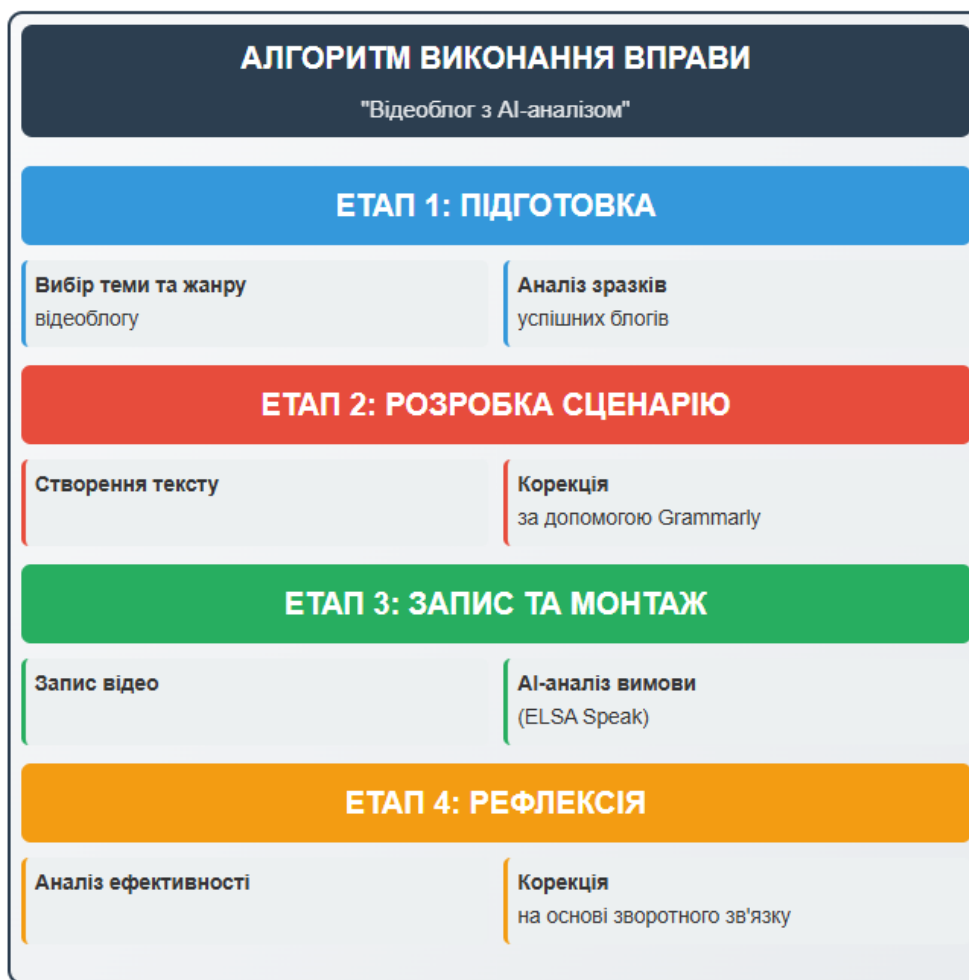 АЛГОРИТМ ВИКОНАННЯ ВПРАВИ
"Відеоблог з AI-аналізом"
ЕТАП 1: ПІДГОТОВКА
Вибір теми та жанру
відеоблогу
Аналіз зразків
успішних блогів
ЕТАП 2: РОЗРОБКА СЦЕНАРІЮ
Створення тексту
Корекція
за допомогою Grammarly
ЕТАП 3: ЗАПИС ТА МОНТАЖ
Запис відео
AI-аналіз вимови
(ELSA Speak)
ЕТАП 4: РЕФЛЕКСІЯ
Аналіз ефективності
Корекція
на основі зворотного зв'язку